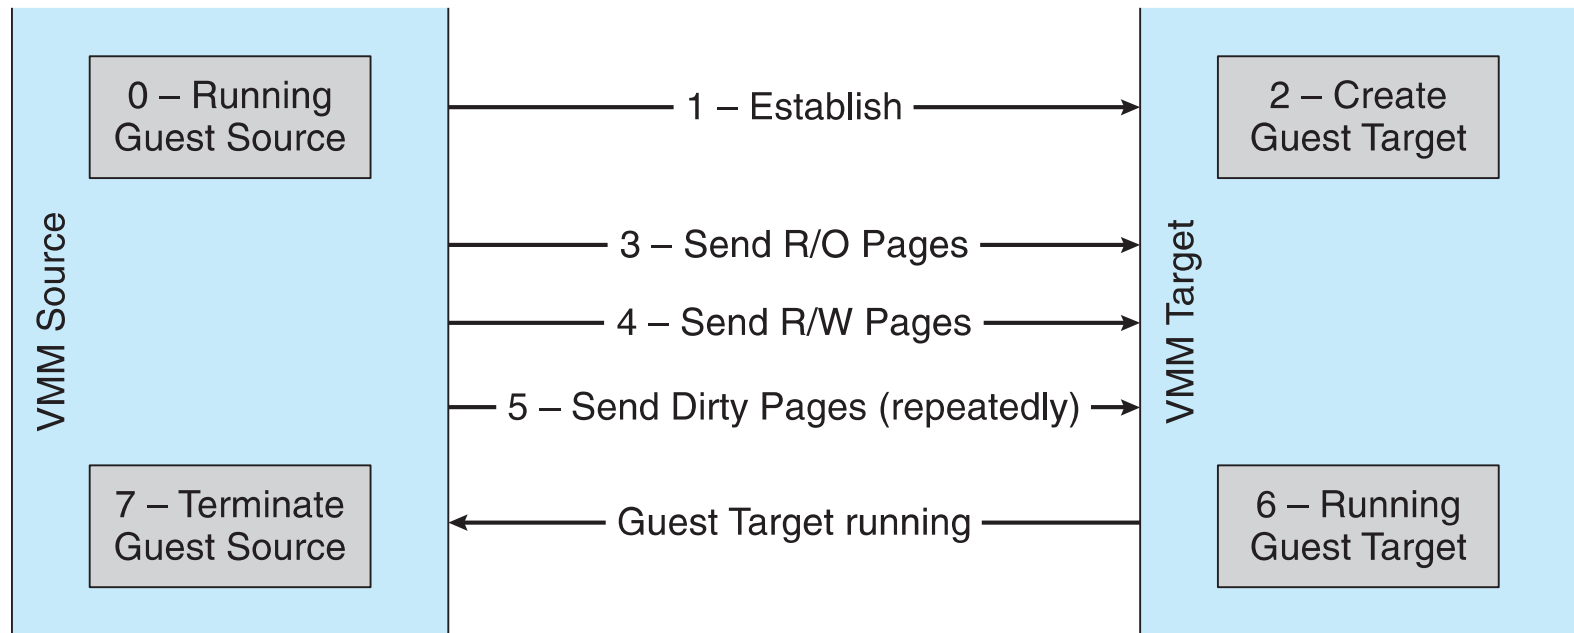 0 – Running
Guest Source
1 – Establish
2 – Create
Guest Target
VMM Source
3 – Send R/O Pages
4 – Send R/W Pages
5 – Send Dirty Pages (repeatedly)
VMM Target
7 – Terminate
Guest Source
Guest Target running
6 – Running
Guest Target